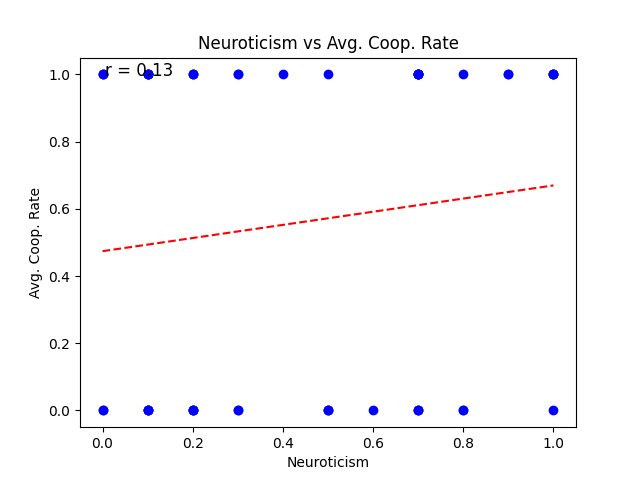 Neuroticism vs Avg. Coop. Rate
r = 0.13
Avg. Coop. Rate
1.0
0.8
0.6
0.4
0.2
0.0
0.0 0.2 0.4 0.6 0.8 1.0
Neuroticism